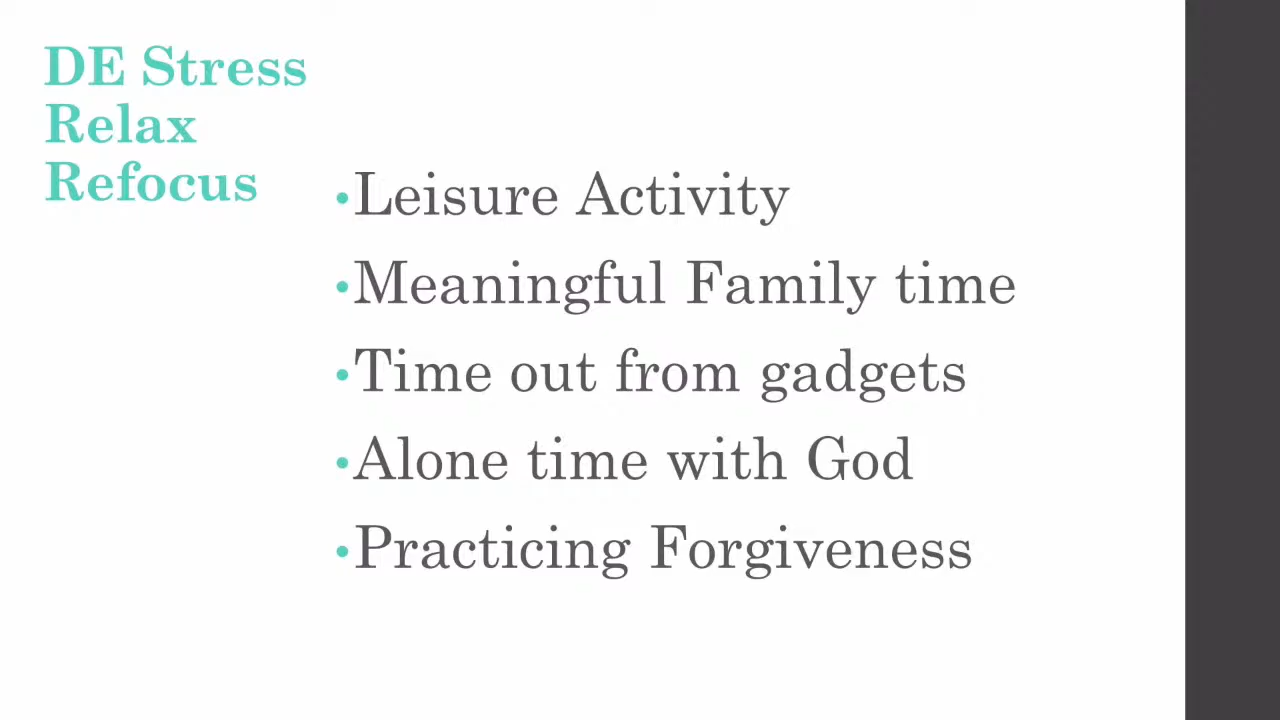 DE Stress
Relax
Refocus
•Leisure Activity
•Meaningful Family time
•Time out from gadgets
•Alone time with God
•Practicing Forgiveness